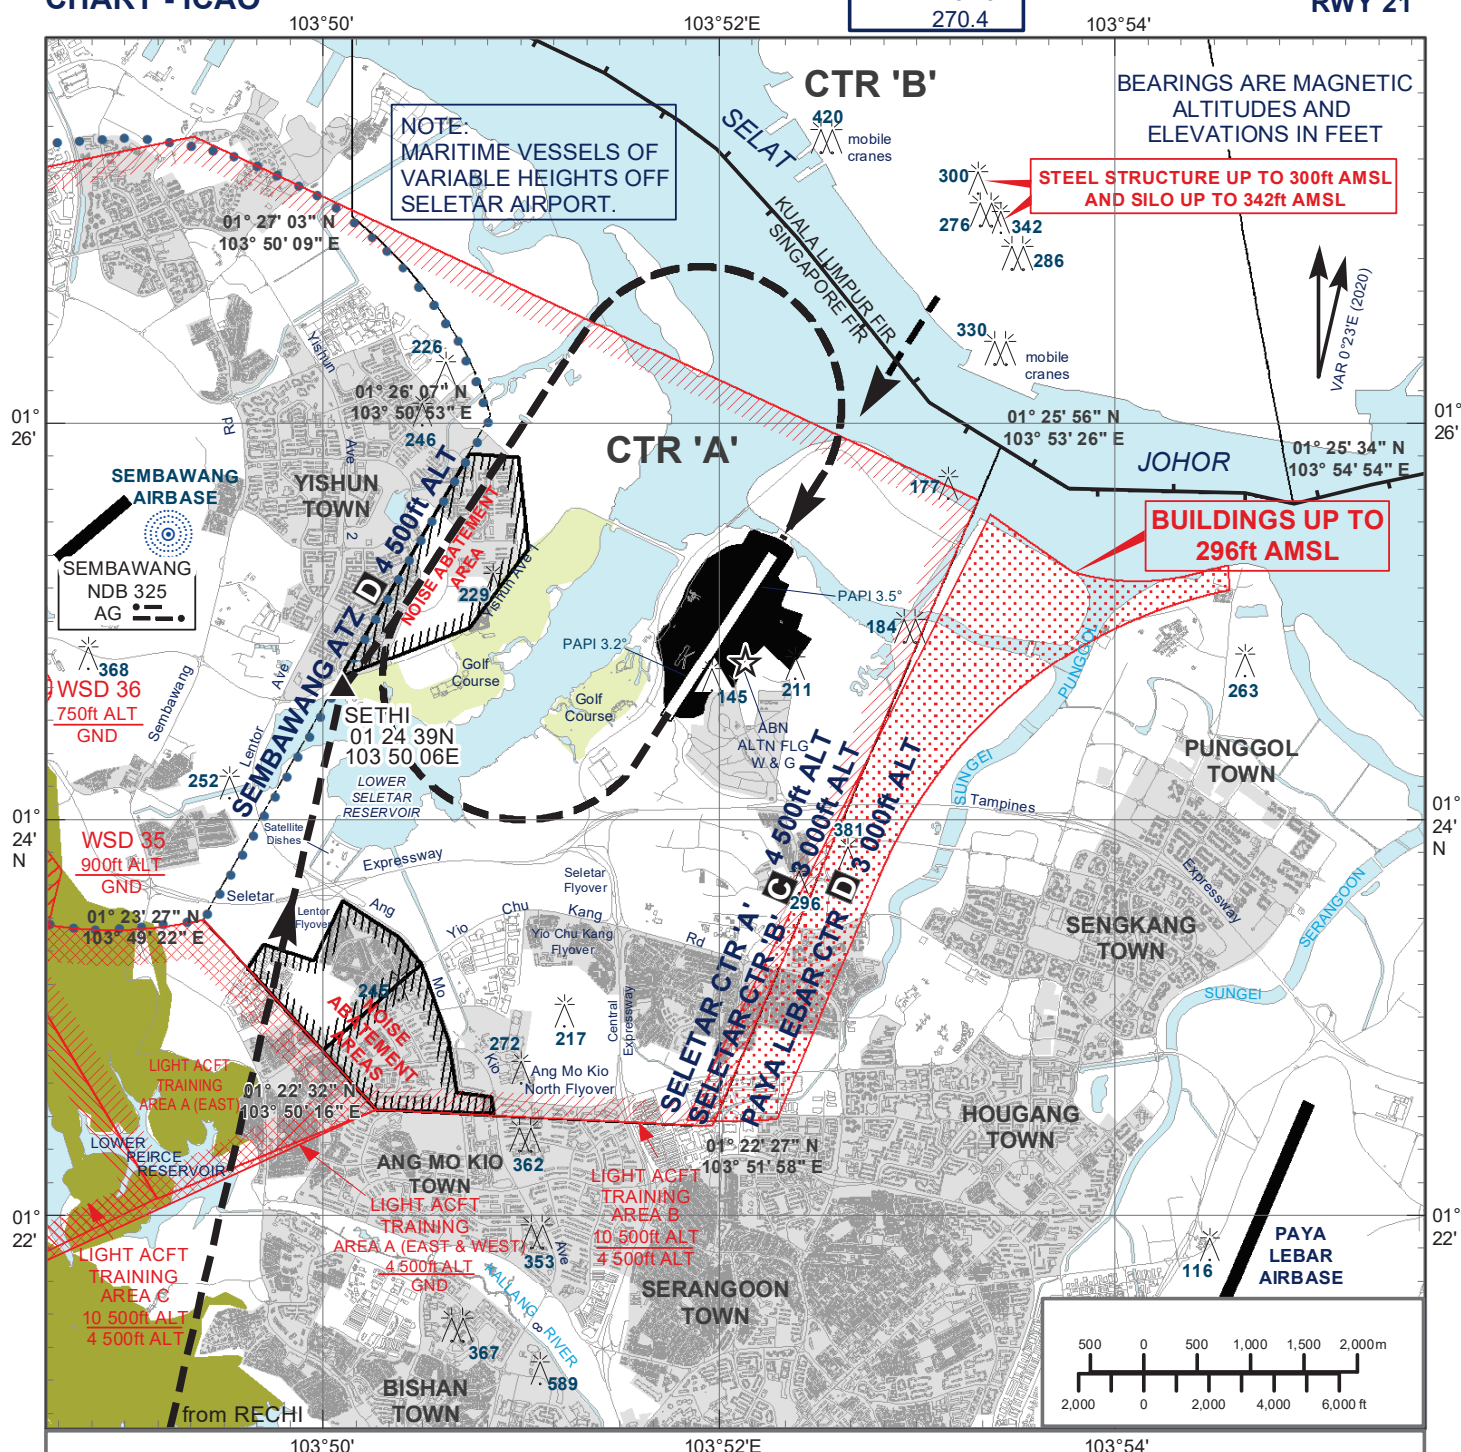 CHART - ICAO
270.4
RWY 21
103°50'
103°52'E
103°54'
CTR 'B'
BEARINGS ARE MAGNETIC
ALTITUDES AND
ELEVATIONS IN FEET
NOTE:
MARITIME VESSELS OF
VARIABLE HEIGHTS OFF
SELETAR AIRPORT.
SELAT
420
mobile
cranes
300
STEEL STRUCTURE UP TO 300ft AMSL
AND SILO UP TO 342ft AMSL
276
342
286
01° 27' 03" N
103° 50' 09" E
KUALA LUMPUR FIR
SINGAPORE FIR
VAR 0°23'E (2020)
330
mobile
cranes
226
Yishun
01° 26' 07" N
103° 50' 53" E
246
01°
26'
01°
26'
01° 25' 56" N
103° 53' 26" E
01° 25' 34" N
103° 54' 54" E
JOHOR
CTR 'A'
Rd
Ave
2
SEMBAWANG
AIRBASE
YISHUN
TOWN
177
BUILDINGS UP TO
296ft AMSL
SEMBAWANG
NDB 325
AG
SEMBAWANG ATZ D 4 500ft ALT
NOISE ABATEMENT
AREA
229
Yishun Ave 1
PAPI 3.5°
PAPI 3.2°
184
PUNGGOL
263
368
WSD 36
750ft ALT
GND
Sembawang
Ave
Lentor
Golf
Course
Golf
Course
145
211
ABN
ALTN FLG
W & G
SETHI
01 24 39N
103 50 06E
LOWER
SELETAR
RESERVOIR
252
PUNGGOL
TOWN
SUNGEI
Tampines
01°
24'
N
01°
24'
N
Satellite
Dishes
WSD 35
900ft ALT
GND
Expressway
381
Seletar
Seletar
Flyover
Expressway
SERANGOON
01° 23' 27" N
103° 49' 22" E
Lentor
Flyover
Ang
Mo
Kio
Yio
Chu
Kang
Rd
Yio Chu Kang
Flyover
296
SELETAR CTR 'A'
4 500ft ALT
SELETAR CTR 'B' C 3 000ft ALT
PAYA LEBAR CTR D 3 000ft ALT
SENGKANG
TOWN
245
NOISE
ABATEMENT
AREAS
217
Central
Expressway
SUNGEI
272
Ang Mo Kio
North Flyover
LIGHT ACFT
TRAINING
AREA A (EAST)
01° 22' 32" N
103° 50' 16" E
HOUGANG
TOWN
LOWER
PEIRCE
RESERVOIR
01° 22' 27" N
103° 51' 58" E
362
ANG MO KIO
TOWN
LIGHT ACFT
TRAINING
AREA B
10 500ft ALT
4 500ft ALT
LIGHT ACFT
TRAINING
AREA A (EAST & WEST)
4 500ft ALT
GND
01°
22'
01°
22'
353
Ave
8
LIGHT ACFT
TRAINING
AREA C
10 500ft ALT
4 500ft ALT
KALLANG
RIVER
SERANGOON
TOWN
116
PAYA
LEBAR
AIRBASE
367
589
BISHAN
TOWN
from RECHI
500 0 500 1,000 1,500 2,000m
2,000 0 2,000 4,000 6,000 ft
103°50'
103°52'E
103°54'